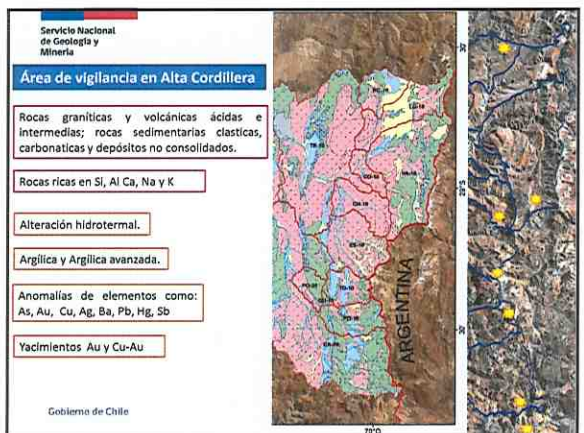 Servicio Nacional
de Geología y
Minería
Área de vigilancia en Alta Cordillera
Rocas graníticas y volcánicas ácidas e
intermedias; rocas sedimentarias clasticas,
carbonaticas y depósitos no consolidados.
Rocas ricas en Si, Al Ca, Na y K
Alteración hidrotermal.
Argílica y Argílica avanzada.
Anomalías de elementos como:
As, Au, Cu, Ag, Ba, Pb, Hg, Sb
Yacimientos Au y Cu-Au
Gobierno de Chile
ARGENTINA
70°O